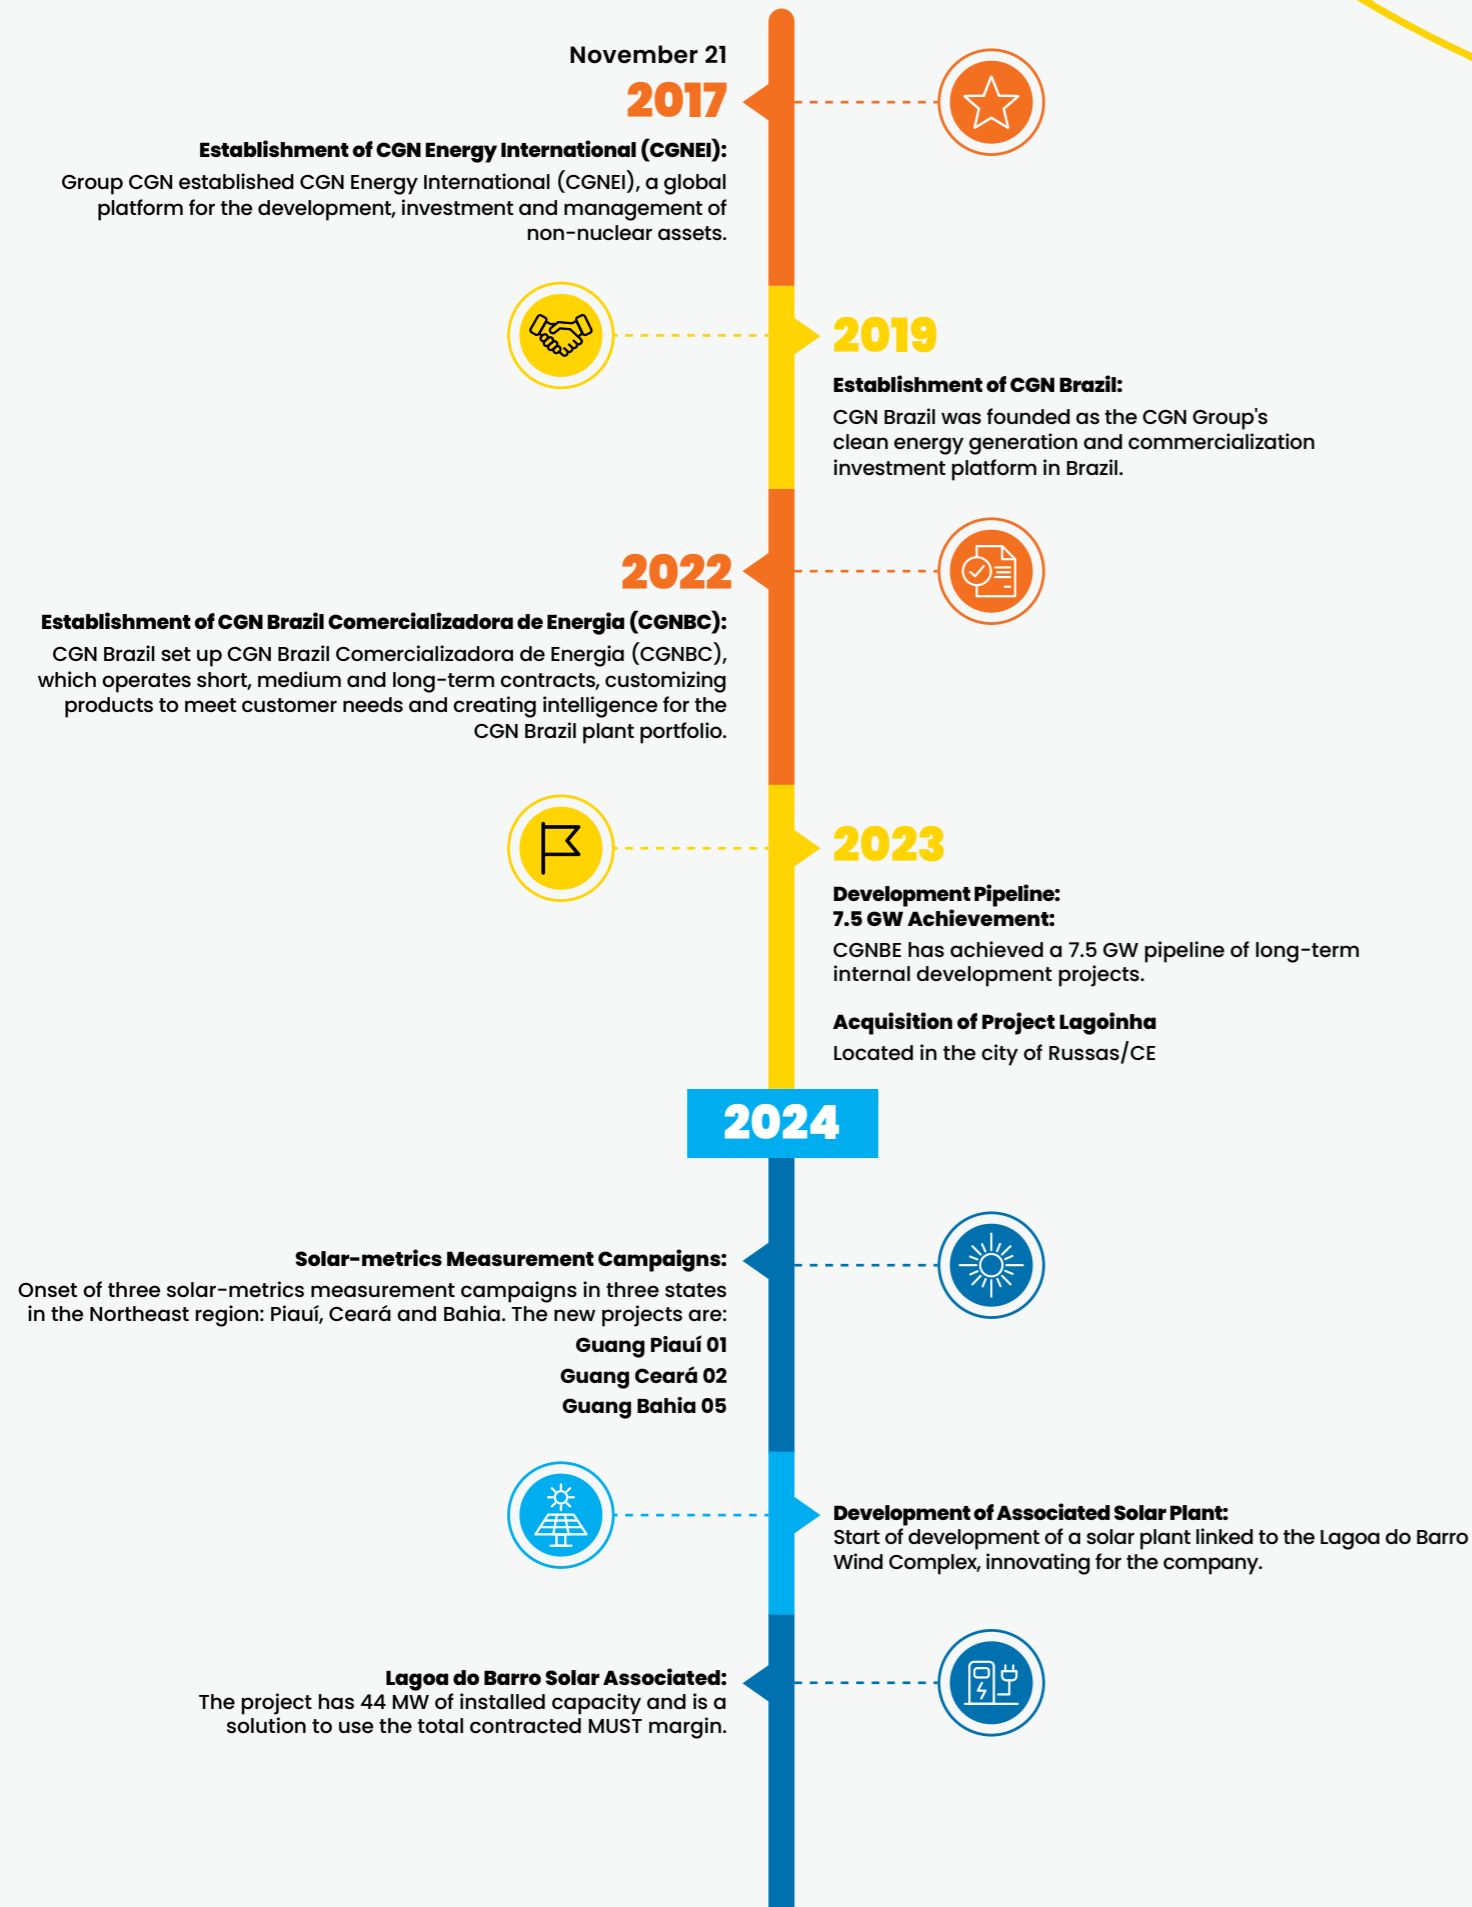 November 21
2017
Establishment of CGN Energy International (CGNEI):
Group CGN established CGN Energy International (CGNEI), a global
platform for the development, investment and management of
non-nuclear assets.
2019
Establishment of CGN Brazil:
CGN Brazil was founded as the CGN Group's
clean energy generation and commercialization
investment platform in Brazil.
2022
Establishment of CGN Brazil Comercializadora de Energia (CGNBC):
CGN Brazil set up CGN Brazil Comercializadora de Energia (CGNBC),
which operates short, medium and long-term contracts, customizing
products to meet customer needs and creating intelligence for the
CGN Brazil plant portfolio.
2023
Development Pipeline:
7.5 GW Achievement:
CGNBE has achieved a 7.5 GW pipeline of long-term
internal development projects.
Acquisition of Project Lagoinha
Located in the city of Russas/CE
2024
Solar-metrics Measurement Campaigns:
Onset of three solar-metrics measurement campaigns in three states
in the Northeast region: Piauí, Ceará and Bahia. The new projects are:
Guang Piauí 01
Guang Ceará 02
Guang Bahia 05
Development of Associated Solar Plant:
Start of development of a solar plant linked to the Lagoa do Barro
Wind Complex, innovating for the company.
Lagoa do Barro Solar Associated:
The project has 44 MW of installed capacity and is a
solution to use the total contracted MUST margin.